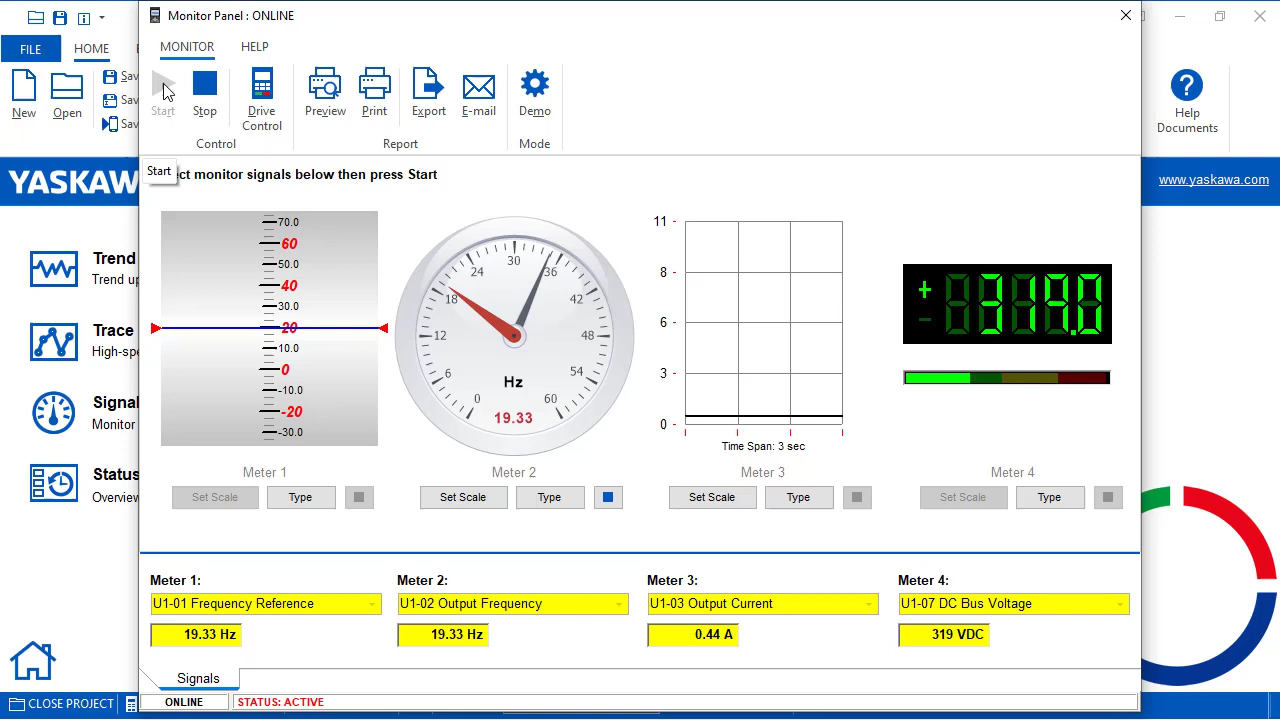 Monitor Panel : ONLINE
FILE
HOME
MONITOR
HELP
New
Open
Start
Stop
Drive
Control
Preview
Print
Export
E-mail
Demo
Control
Report
Mode
Help
Documents
Start
ct monitor signals below then press Start
YASKAWA
www.yaskawa.com
Trend
Trace
Signal
Monitor
Status
70.0
60
50.0
40
30.0
20
10.0
0
-10.0
-20
-30.0
0
6
12
18
24
30
36
42
48
54
60
Hz
19.33
11
8
6
3
0
Time Span: 3 sec
+
-
319.0
Meter 1
Meter 2
Meter 3
Meter 4
Set Scale
Type
Set Scale
Type
Set Scale
Type
Set Scale
Type
Meter 1:
Meter 2:
Meter 3:
Meter 4:
U1-01 Frequency Reference
U1-02 Output Frequency
U1-03 Output Current
U1-07 DC Bus Voltage
19.33 Hz
19.33 Hz
0.44 A
319 VDC
Signals
CLOSE PROJECT
ONLINE
STATUS: ACTIVE